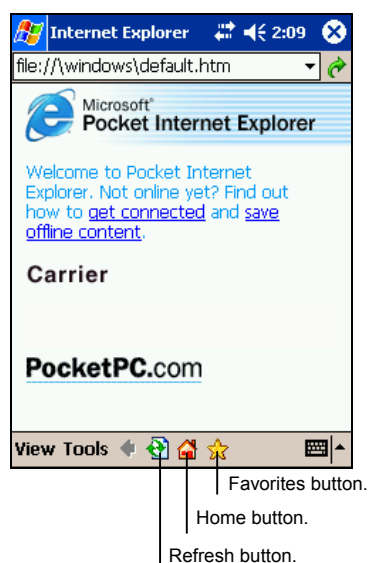 Internet Explorer 2:09
file://\windows\default.htm
Microsoft®
Pocket Internet Explorer
Welcome to Pocket Internet
Explorer. Not online yet? Find out
how to get connected and save
offline content.
Carrier
PocketPC.com
View Tools
Favorites button.
Home button.
Refresh button.